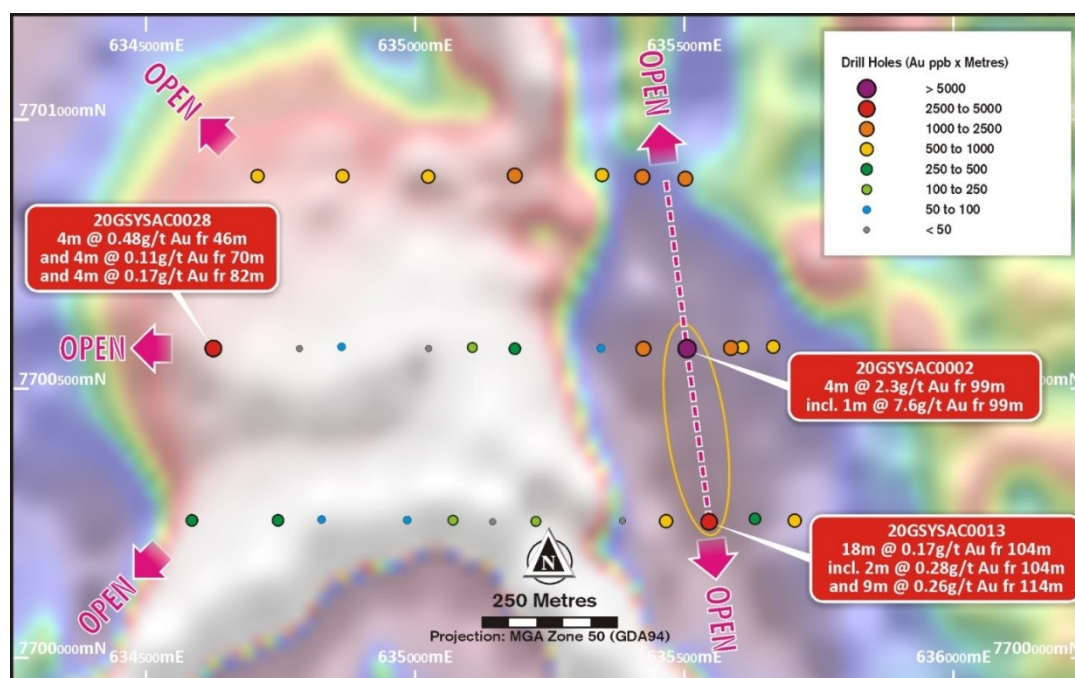 634500mE
635000mE
635500mE
OPEN
OPEN
7701000mN
Drill Holes (Au ppb x Metres)
> 5000
2500 to 5000
1000 to 2500
500 to 1000
250 to 500
100 to 250
50 to 100
< 50
20GSYSAC0028
4m @ 0.48g/t Au fr 46m
and 4m @ 0.11g/t Au fr 70m
and 4m @ 0.17g/t Au fr 82m
OPEN
7700500mN
20GSYSAC0002
4m @ 2.3g/t Au fr 99m
incl. 1m @ 7.6g/t Au fr 99m
20GSYSAC0013
18m @ 0.17g/t Au fr 104m
incl. 2m @ 0.28g/t Au fr 104m
and 9m @ 0.26g/t Au fr 114m
OPEN
OPEN
N
250 Metres
Projection: MGA Zone 50 (GDA94)
7700000mN
7700000mN
634500mE
635000mE
635500mE
636000mE